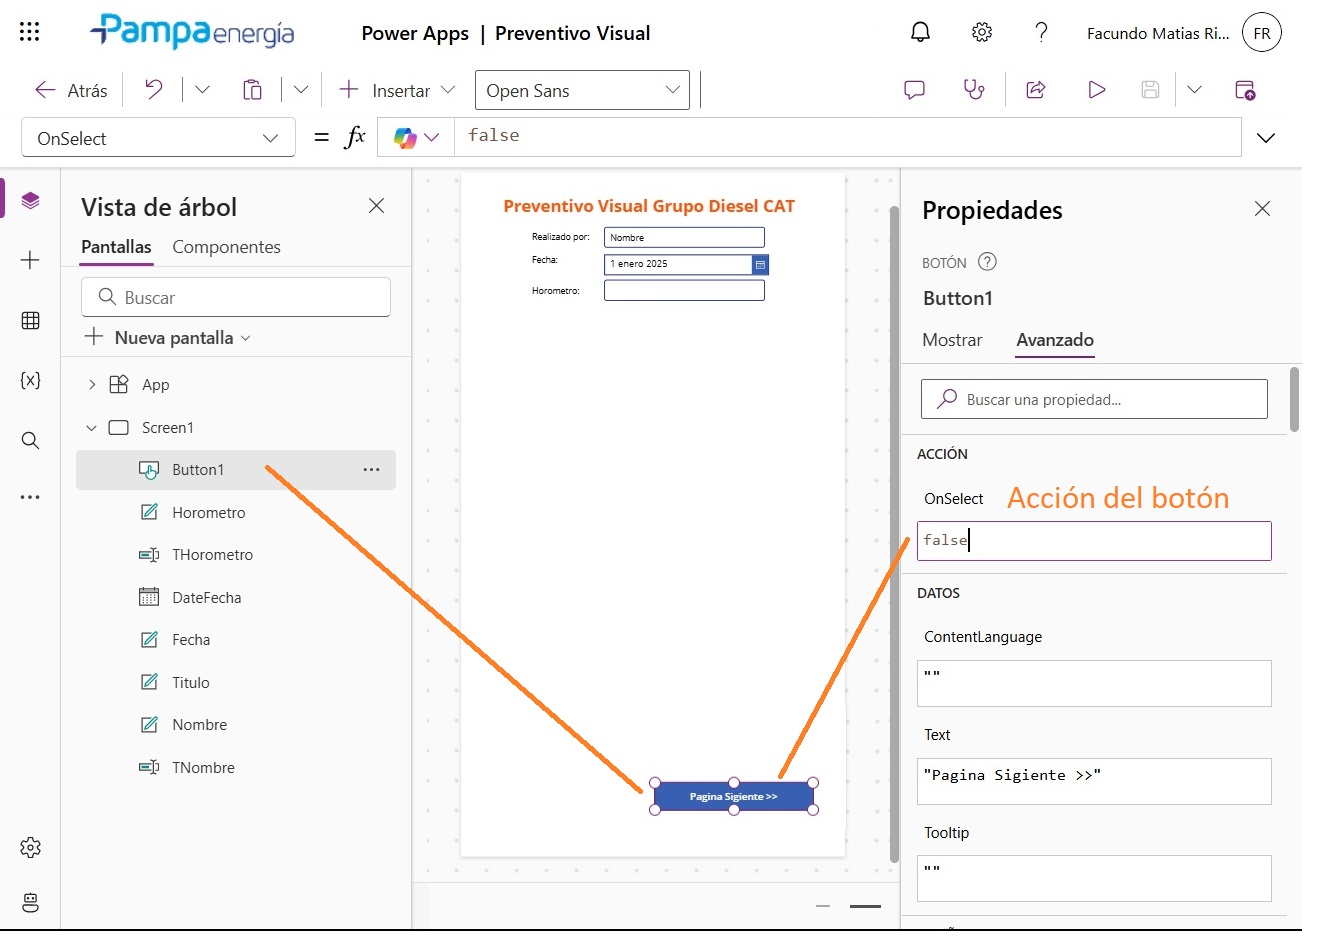 Pampa energía
Power Apps | Preventivo Visual
Facundo Matias Ri...
FR
Atrás
Insertar
Open Sans
OnSelect
= fx
false
Vista de árbol
Pantallas
Componentes
Buscar
Nueva pantalla
App
Screen1
Button1
Horometro
THorometro
DateFecha
Fecha
Titulo
Nombre
TNombre
Preventivo Visual Grupo Diesel CAT
Realizado por:
Nombre
Fecha:
1 enero 2025
Horometro:
Pagina Sigiente >>
Propiedades
BOTÓN
Button1
Mostrar
Avanzado
Buscar una propiedad...
ACCIÓN
OnSelect
Acción del botón
false
DATOS
ContentLanguage
""
Text
"Pagina Sigiente >>"
Tooltip
""